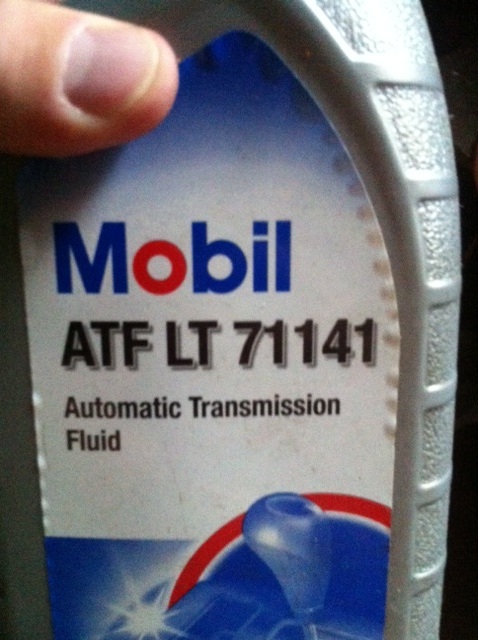 Mobil
ATF LT 71141
Automatic Transmission
Fluid